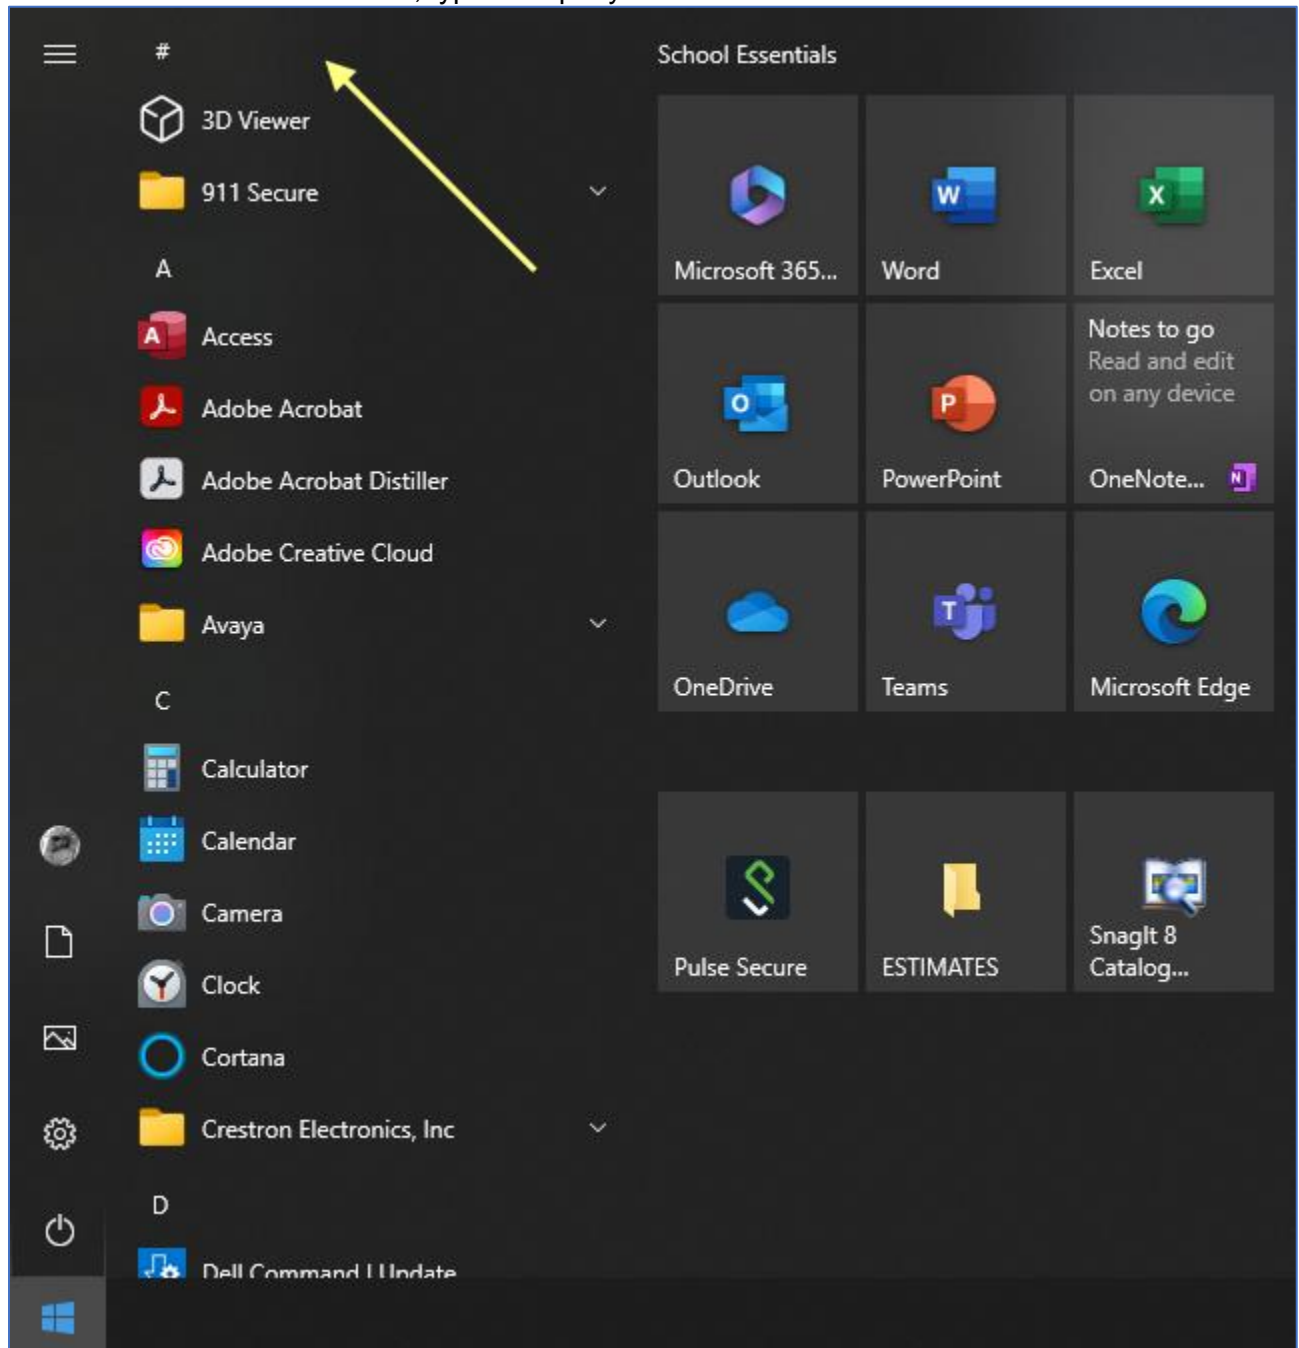 #
3D Viewer
911 Secure
A
Access
Adobe Acrobat
Adobe Acrobat Distiller
Adobe Creative Cloud
Avaya
C
Calculator
Calendar
Camera
Clock
Cortana
Crestron Electronics, Inc
D
Dell Command | Update
School Essentials
Microsoft 365...
Word
Excel
Outlook
PowerPoint
Notes to go
Read and edit
on any device
OneNote...
OneDrive
Teams
Microsoft Edge
Pulse Secure
ESTIMATES
SnagIt 8
Catalog...